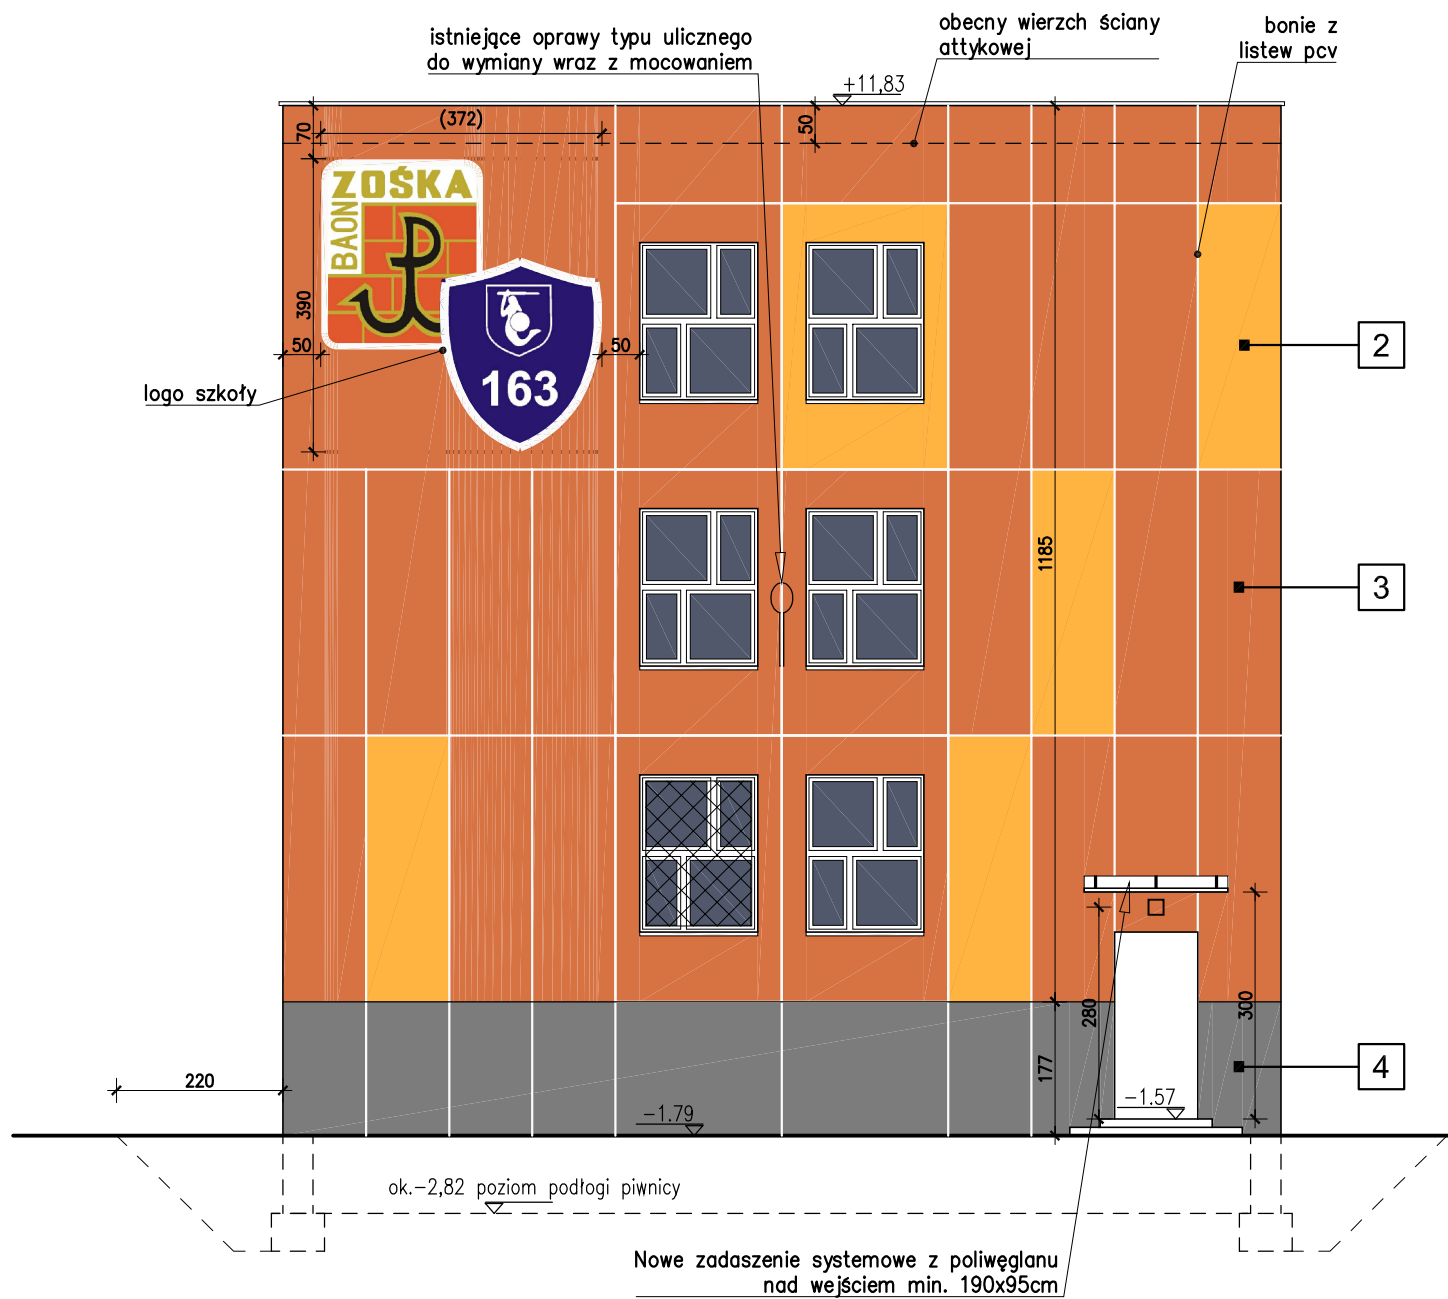 istniejące oprawy typu ulicznego
do wymiany wraz z mocowaniem
obecny wierzch ściany
attykowej
bonie z
listew pcv
+11,83
70
(372)
50
ZOŚKA
BAON
390
50
50
163
logo szkoły
2
1185
3
280
300
177
4
220
-1.79
-1.57
ok.-2,82 poziom podłogi piwnicy
Nowe zadaszenie systemowe z poliwęglanu
nad wejściem min. 190x95cm